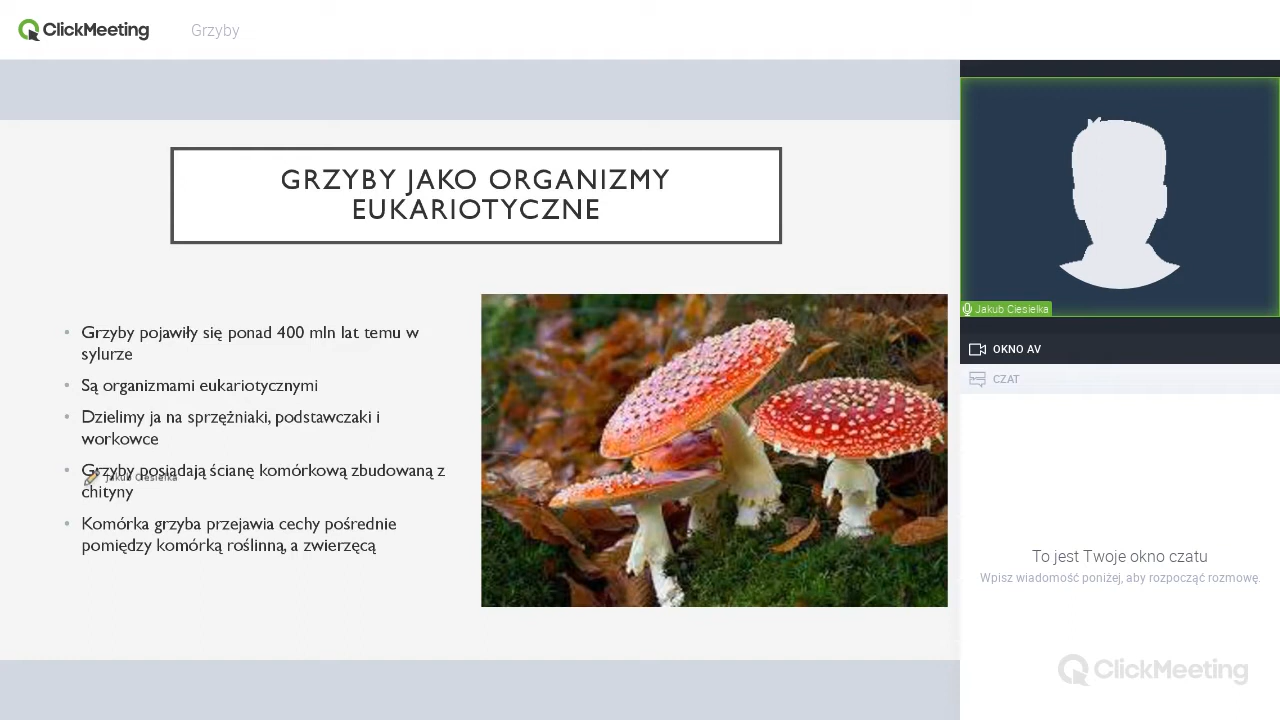 ClickMeeting
Grzyby
GRZYBY JAKO ORGANIZMY
EUKARIOTYCZNE
Grzyby pojawiły się ponad 400 mln lat temu w
sylurze
Są organizmami eukariotycznymi
Dzielimy ja na sprzężniaki, podstawczaki i
workowce
Grzyby posiadają ścianę komórkową zbudowaną z
chityny
Jakub Ciesielka
Komórka grzyba przejawia cechy pośrednie
pomiędzy komórką roślinną, a zwierzęcą
Jakub Ciesielka
OKNO AV
CZAT
To jest Twoje okno czatu
Wpisz wiadomość poniżej, aby rozpocząć rozmowę.
ClickMeeting